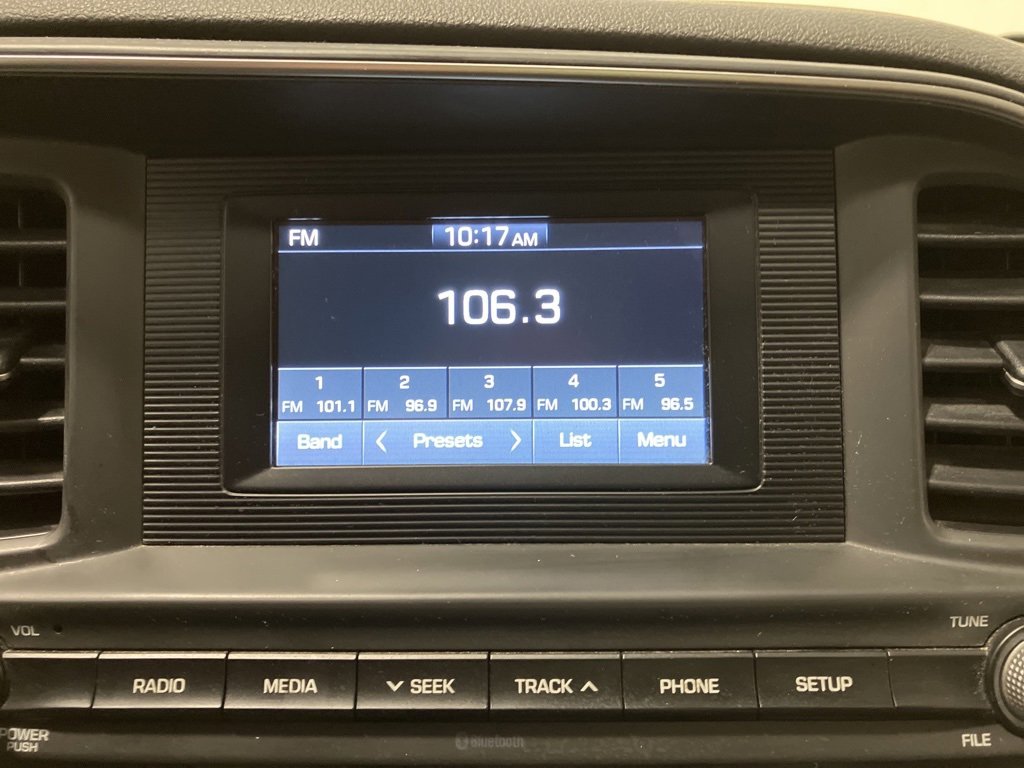 FM 10:17 AM
106.3
1 2 3 4 5
FM 101.1 FM 96.9 FM 107.9 FM 100.3 FM 96.5
Band < Presets > List Menu
VOL TUNE
RADIO MEDIA SEEK TRACK PHONE SETUP
POWER
PUSH
Bluetooth
FILE